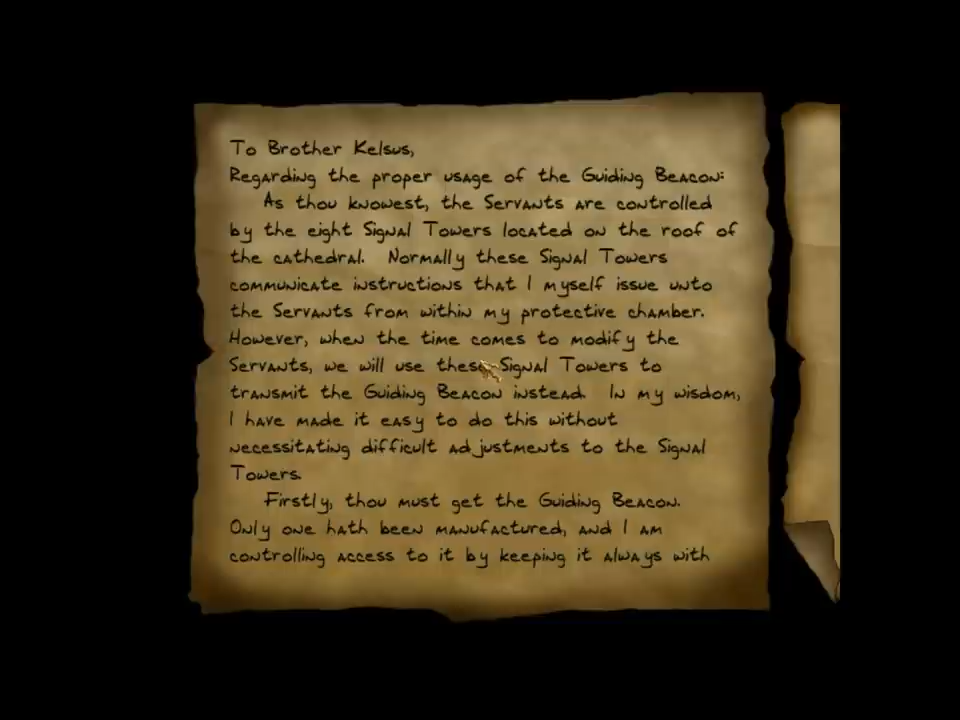 To Brother Kelsus,
Regarding the proper usage of the Guiding Beacon:
As thou knowest, the Servants are controlled
by the eight Signal Towers located on the roof of
the cathedral. Normally these Signal Towers
communicate instructions that I myself issue unto
the Servants from within my protective chamber.
However, when the time comes to modify the
Servants, we will use these Signal Towers to
transmit the Guiding Beacon instead. In my wisdom,
I have made it easy to do this without
necessitating difficult adjustments to the Signal
Towers.
Firstly, thou must get the Guiding Beacon.
Only one hath been manufactured, and I am
controlling access to it by keeping it always with